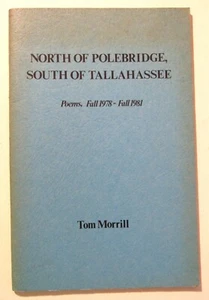 NORTH OF POLEBRIDGE,
SOUTH OF TALLAHASSEE
Poems, Fall 1978 - Fall 1981
Tom Morrill